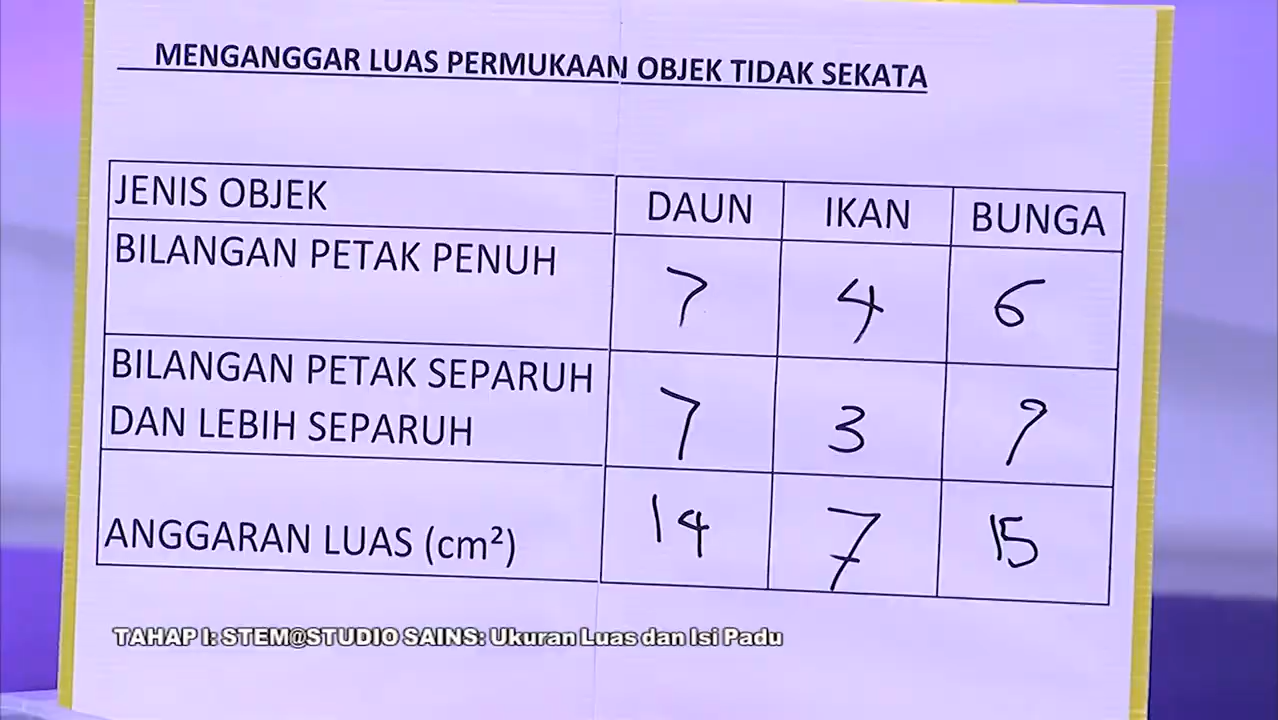 MENGANGGAR LUAS PERMUKAAN OBJEK TIDAK SEKATA
JENIS OBJEK DAUN IKAN BUNGA
BILANGAN PETAK PENUH 7 4 6
BILANGAN PETAK SEPARUH
DAN LEBIH SEPARUH 7 3 9
ANGGARAN LUAS (cm²) 14 7 15
TAHAP I: STEM@STUDIO SAINS: Ukuran Luas dan Isi Padu